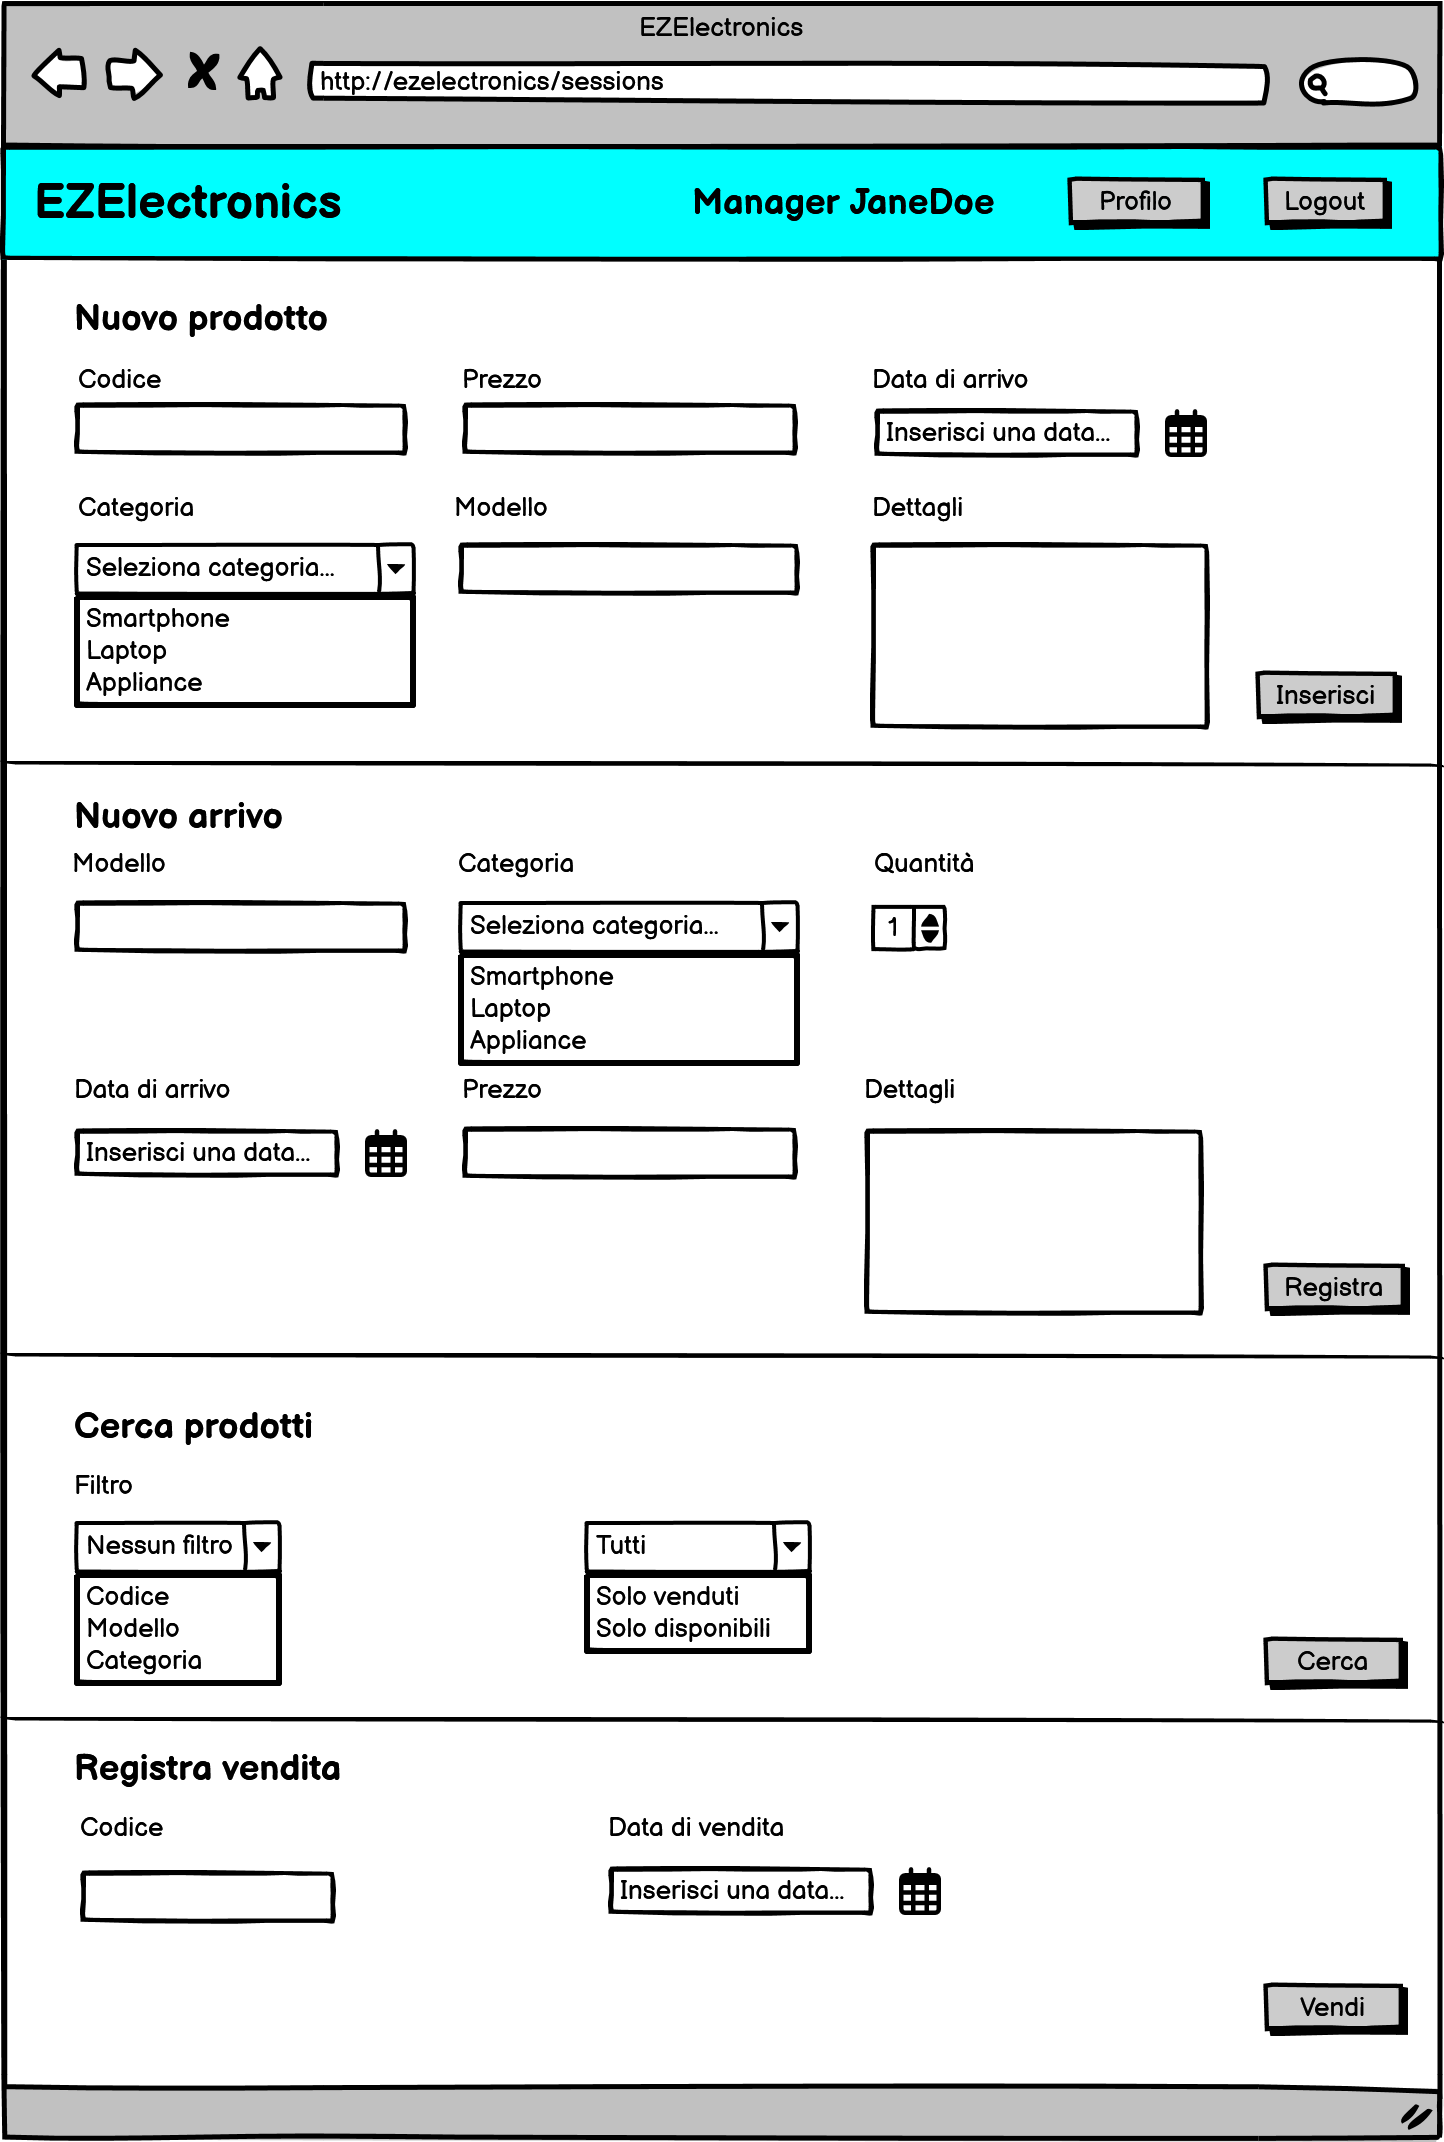 EZElectronics
http://ezelectronics/sessions
EZElectronics
Manager JaneDoe
Profilo
Logout
Nuovo prodotto
Codice
Prezzo
Data di arrivo
Inserisci una data...
Categoria
Modello
Dettagli
Seleziona categoria...
Smartphone
Laptop
Appliance
Inserisci
Nuovo arrivo
Modello
Categoria
Quantità
Seleziona categoria...
1
Smartphone
Laptop
Appliance
Data di arrivo
Prezzo
Dettagli
Inserisci una data...
Registra
Cerca prodotti
Filtro
Nessun filtro
Codice
Modello
Categoria
Tutti
Solo venduti
Solo disponibili
Cerca
Registra vendita
Codice
Data di vendita
Inserisci una data...
Vendi